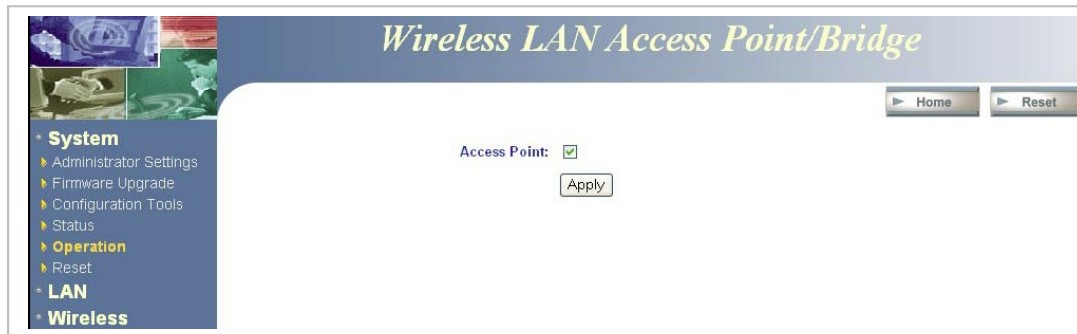 Wireless LAN Access Point/Bridge
Home
Reset
System
Administrator Settings
Firmware Upgrade
Configuration Tools
Status
Operation
Reset
LAN
Wireless
Access Point:
Apply